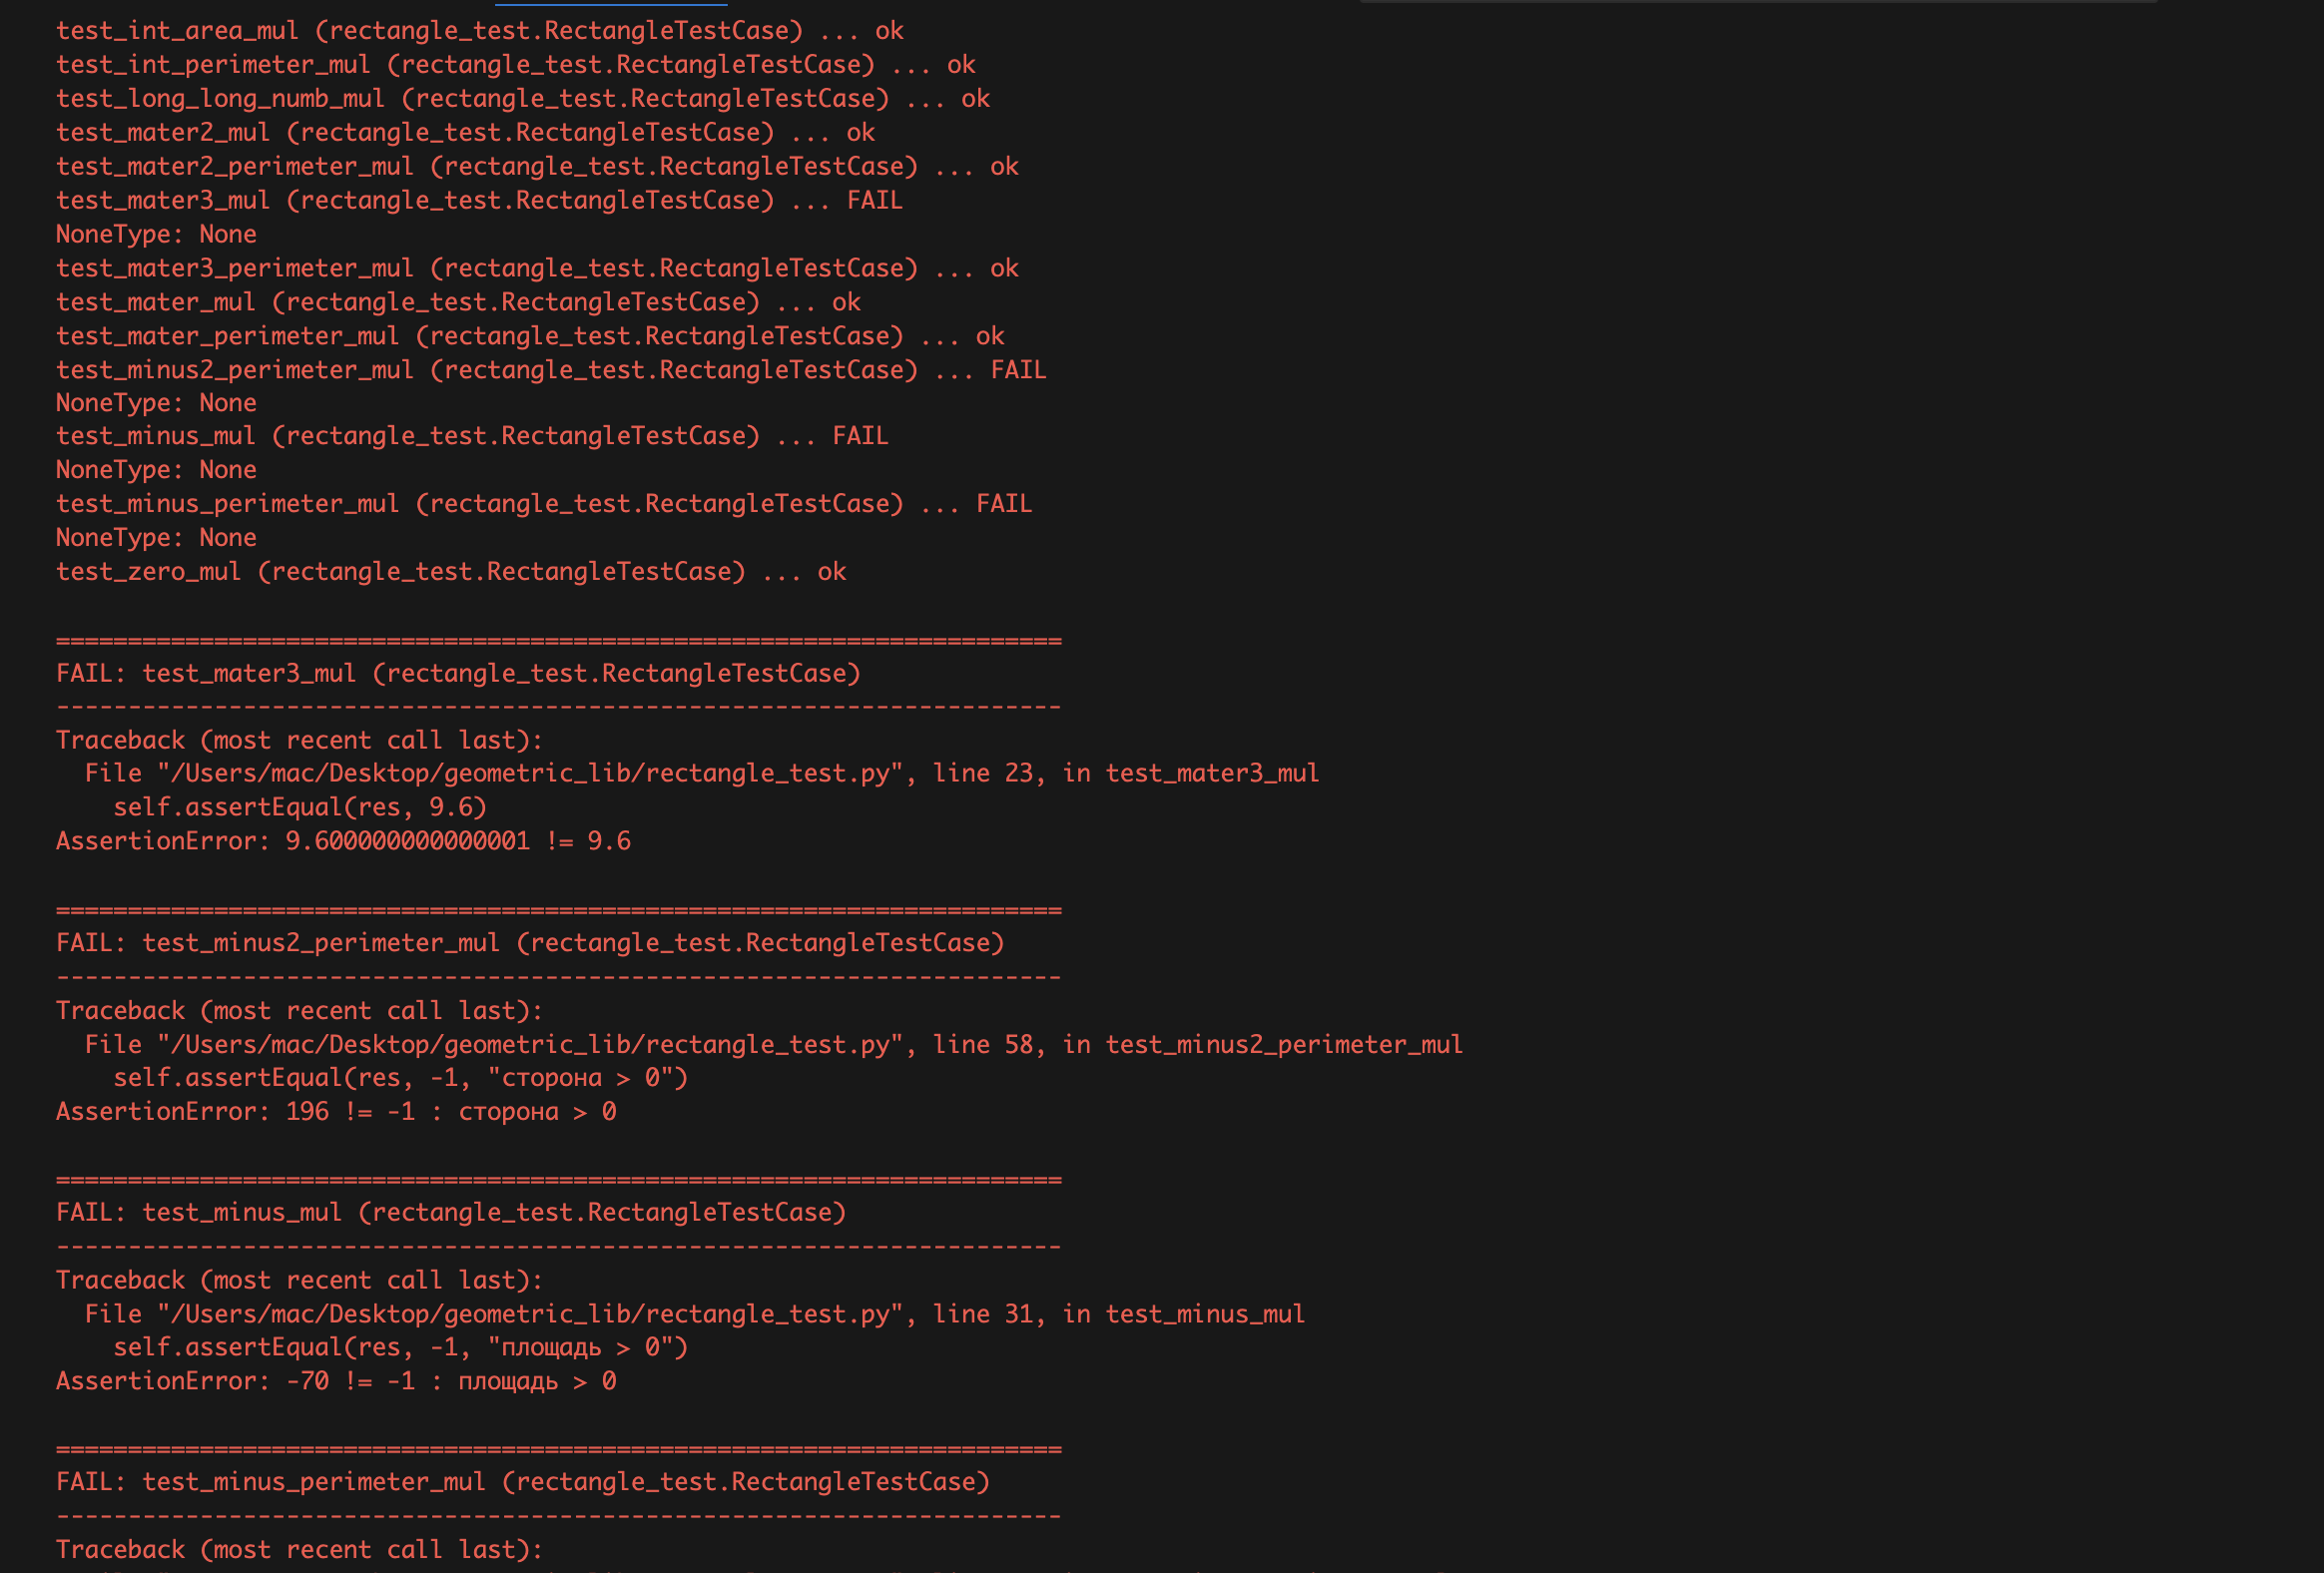 test_int_area_mul (rectangle_test.RectangleTestCase) ... ok
test_int_perimeter_mul (rectangle_test.RectangleTestCase) ... ok
test_long_long_numb_mul (rectangle_test.RectangleTestCase) ... ok
test_mater2_mul (rectangle_test.RectangleTestCase) ... ok
test_mater2_perimeter_mul (rectangle_test.RectangleTestCase) ... ok
test_mater3_mul (rectangle_test.RectangleTestCase) ... FAIL
NoneType: None
test_mater3_perimeter_mul (rectangle_test.RectangleTestCase) ... ok
test_mater_mul (rectangle_test.RectangleTestCase) ... ok
test_mater_perimeter_mul (rectangle_test.RectangleTestCase) ... ok
test_minus2_perimeter_mul (rectangle_test.RectangleTestCase) ... FAIL
NoneType: None
test_minus_mul (rectangle_test.RectangleTestCase) ... FAIL
NoneType: None
test_minus_perimeter_mul (rectangle_test.RectangleTestCase) ... FAIL
NoneType: None
test_zero_mul (rectangle_test.RectangleTestCase) ... ok
======================================================================
FAIL: test_mater3_mul (rectangle_test.RectangleTestCase)
----------------------------------------------------------------------
Traceback (most recent call last):
  File "/Users/mac/Desktop/geometric_lib/rectangle_test.py", line 23, in test_mater3_mul
    self.assertEqual(res, 9.6)
AssertionError: 9.600000000000001 != 9.6
======================================================================
FAIL: test_minus2_perimeter_mul (rectangle_test.RectangleTestCase)
----------------------------------------------------------------------
Traceback (most recent call last):
  File "/Users/mac/Desktop/geometric_lib/rectangle_test.py", line 58, in test_minus2_perimeter_mul
    self.assertEqual(res, -1, "сторона > 0")
AssertionError: 196 != -1 : сторона > 0
======================================================================
FAIL: test_minus_mul (rectangle_test.RectangleTestCase)
----------------------------------------------------------------------
Traceback (most recent call last):
  File "/Users/mac/Desktop/geometric_lib/rectangle_test.py", line 31, in test_minus_mul
    self.assertEqual(res, -1, "площадь > 0")
AssertionError: -70 != -1 : площадь > 0
======================================================================
FAIL: test_minus_perimeter_mul (rectangle_test.RectangleTestCase)
----------------------------------------------------------------------
Traceback (most recent call last):